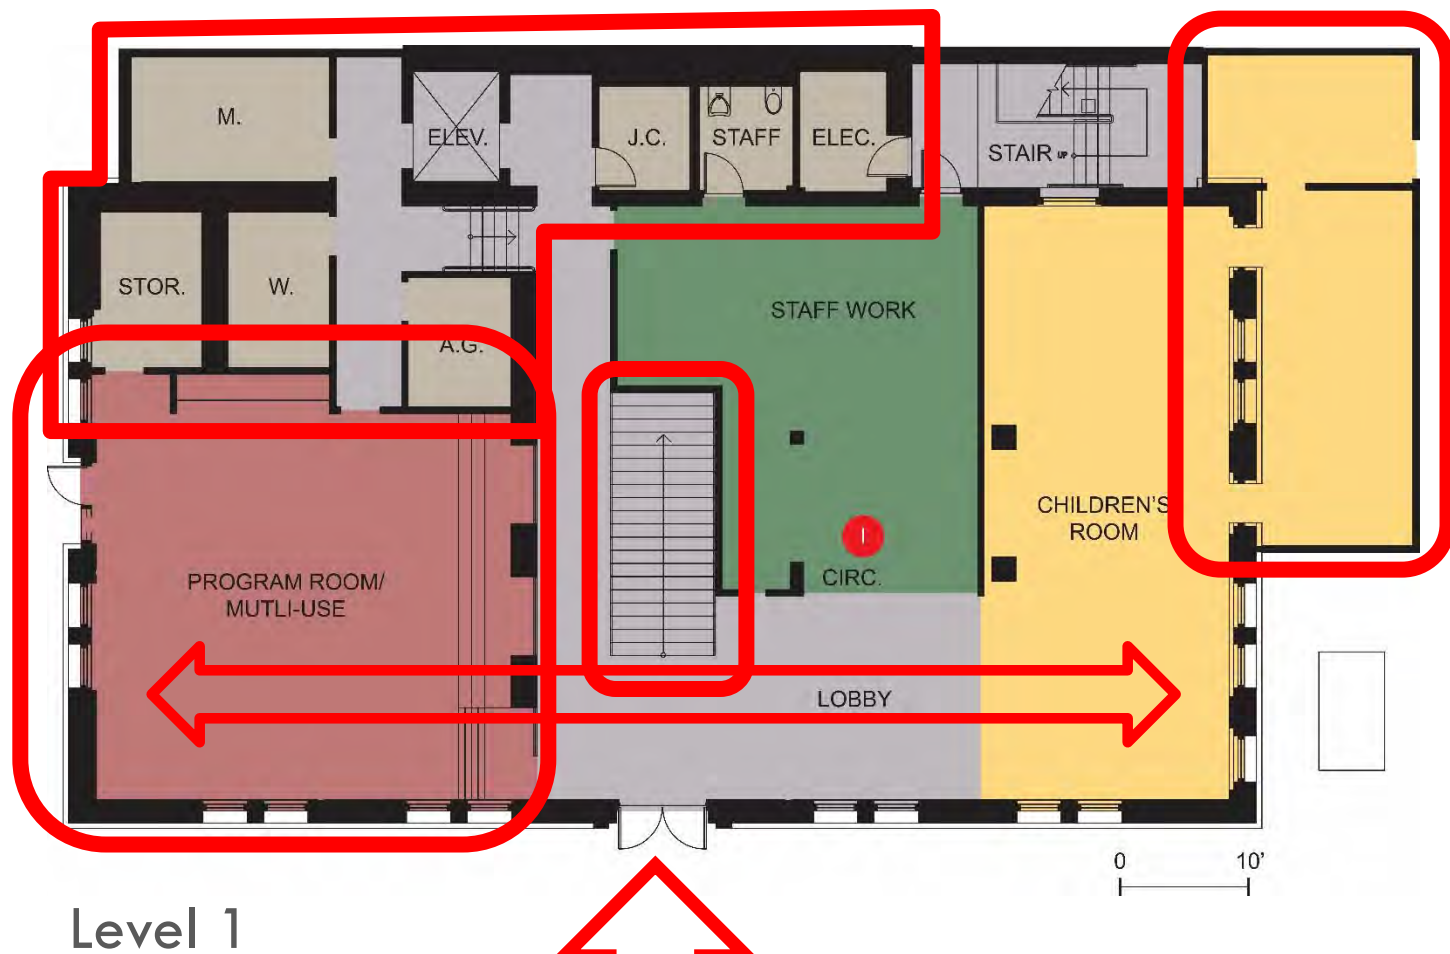 M.
ELEV.
J.C.
STAFF
ELEC.
STAIR UP
STOR.
W.
A.G.
STAFF WORK
CHILDREN'S
ROOM
I
CIRC.
PROGRAM ROOM/
MUTLI-USE
LOBBY
0 10'
Level 1